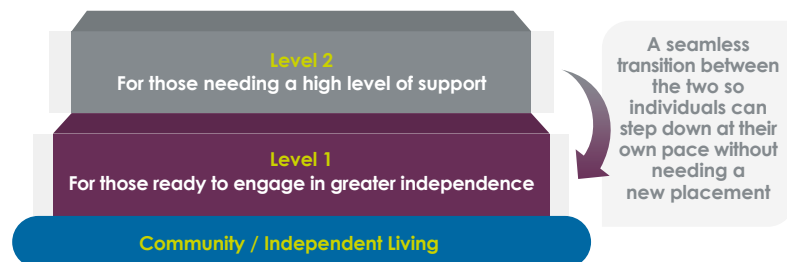 Level 2
For those needing a high level of support
Level 1
For those ready to engage in greater independence
Community / Independent Living
A seamless
transition between
the two so
individuals can
step down at their
own pace without
needing a
new placement